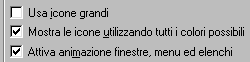 Usa icone grandi
Mostra le icone utilizzando tutti i colori possibili
Attiva animazione finestre, menu ed elenchi